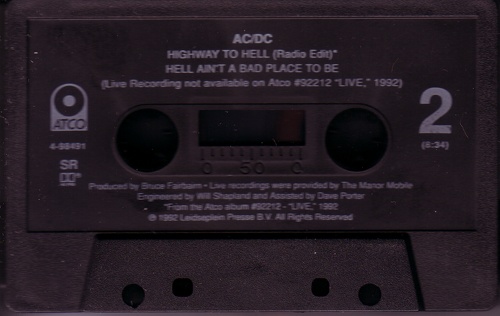 AC/DC
HIGHWAY TO HELL (Radio Edit)*
HELL AIN'T A BAD PLACE TO BE
(Live Recording not available on Atco #92212 "LIVE," 1992)
ATCO
4-98491
2
(8:34)
SR
0 50 0
Produced by Bruce Fairbairn • Live recordings were provided by The Manor Mobile
Engineered by Will Shapland and Assisted by Dave Porter
*From the Atco album #92212 - "LIVE," 1992
℗ 1992 Leidseplein Presse B.V. All Rights Reserved